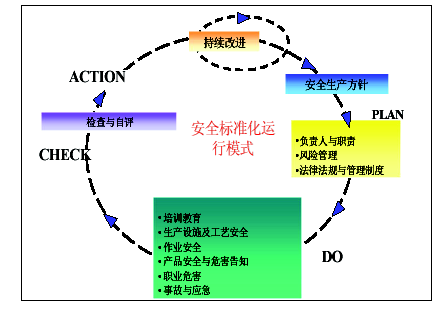 持续改进
ACTION
安全生产方针
PLAN
检查与自评
安全标准化运
行模式
•负责人与职责
•风险管理
•法律法规与管理制度
CHECK
•培训教育
•生产设施及工艺安全
•作业安全
•产品安全与危害告知
•职业危害
•事故与应急
DO